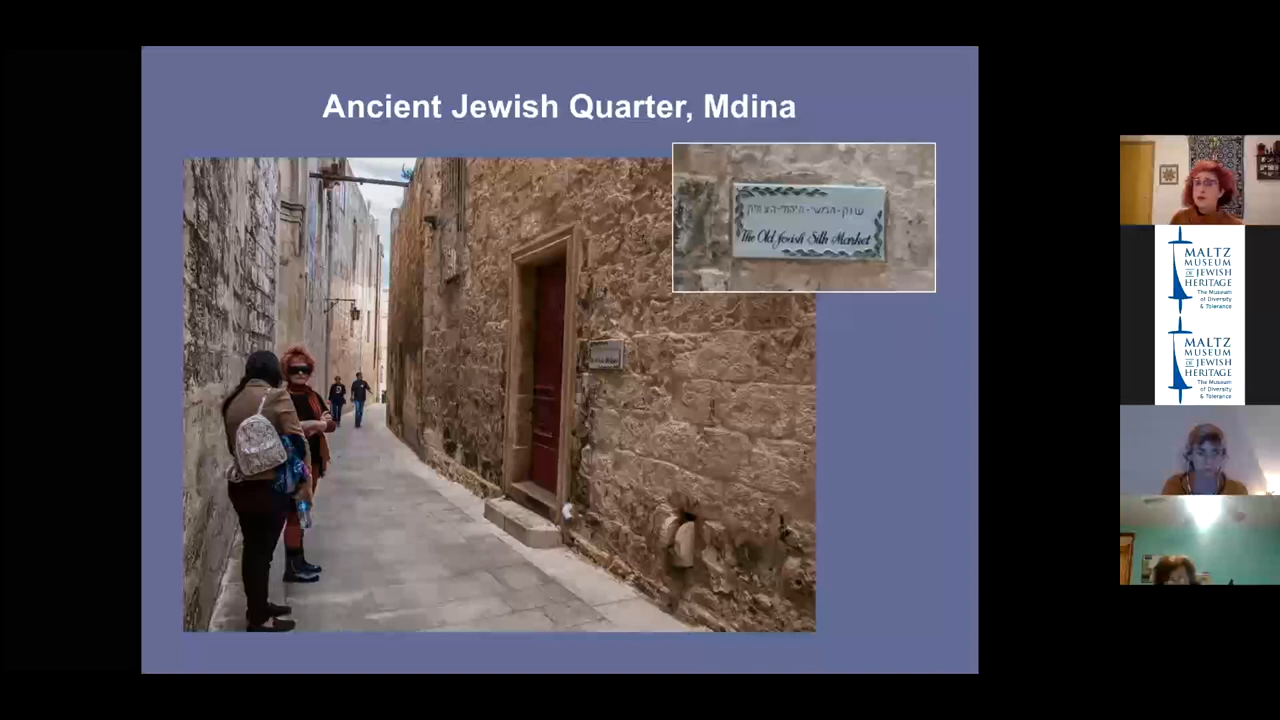 Ancient Jewish Quarter, Mdina
The Old Jewish Silk Market
MALTZ
MUSEUM
OF JEWISH
HERITAGE
The Museum
of Diversity
& Tolerance
MALTZ
MUSEUM
OF JEWISH
HERITAGE
The Museum
of Diversity
& Tolerance